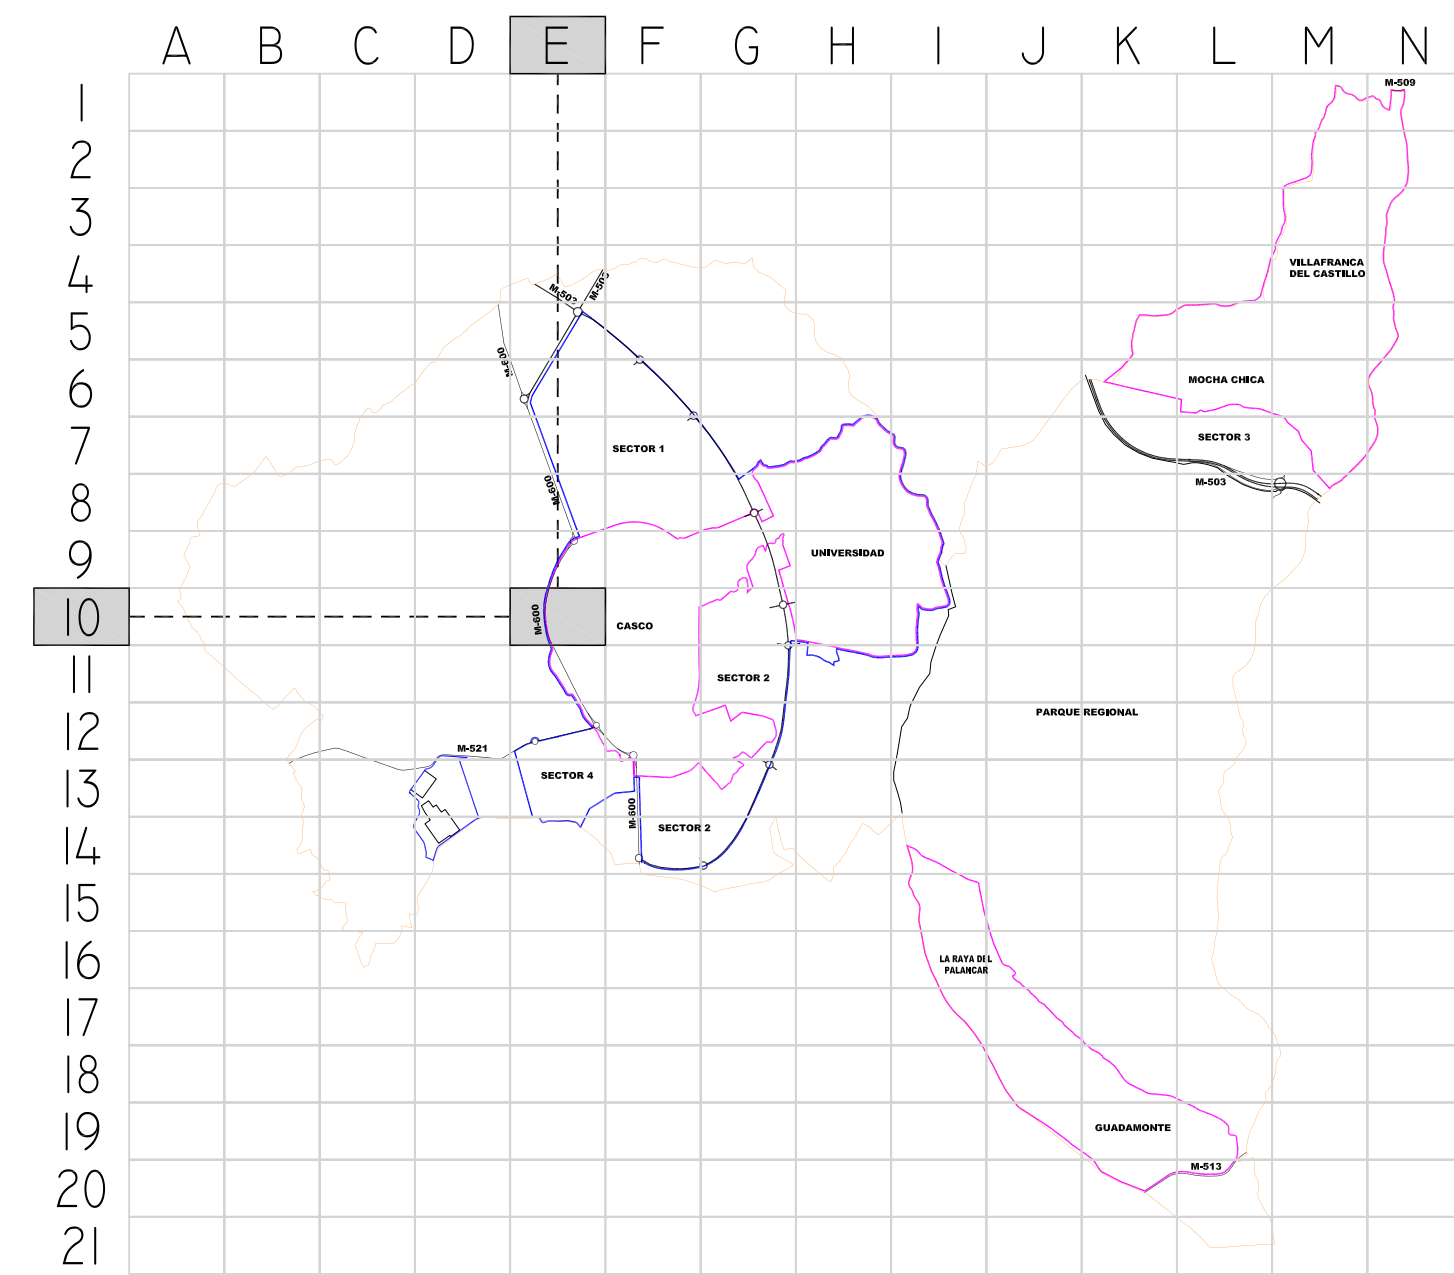 A B C D E F G H I J K L M N
1
M-509
2
3
4
VILLAFRANCA
DEL CASTILLO
M-503
M-503
5
M-600
6
MOCHA CHICA
7
SECTOR 1
SECTOR 3
8
M-600
M-503
9
UNIVERSIDAD
10
M-600
CASCO
11
SECTOR 2
12
PARQUE REGIONAL
M-521
13
SECTOR 4
M-600
14
SECTOR 2
15
16
LA RAYA DEL
PALANCAR
17
18
19
GUADAMONTE
20
M-513
21